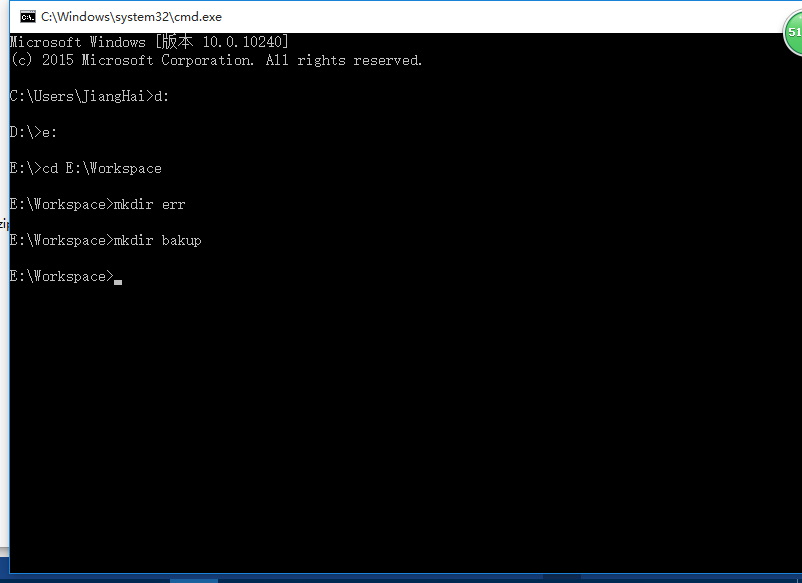 C:\Windows\system32\cmd.exe
Microsoft Windows [版本 10.0.10240]
(c) 2015 Microsoft Corporation. All rights reserved.
C:\Users\JiangHai>d:
D:\>e:
E:\>cd E:\Workspace
E:\Workspace>mkdir err
E:\Workspace>mkdir bakup
E:\Workspace>
zip
51